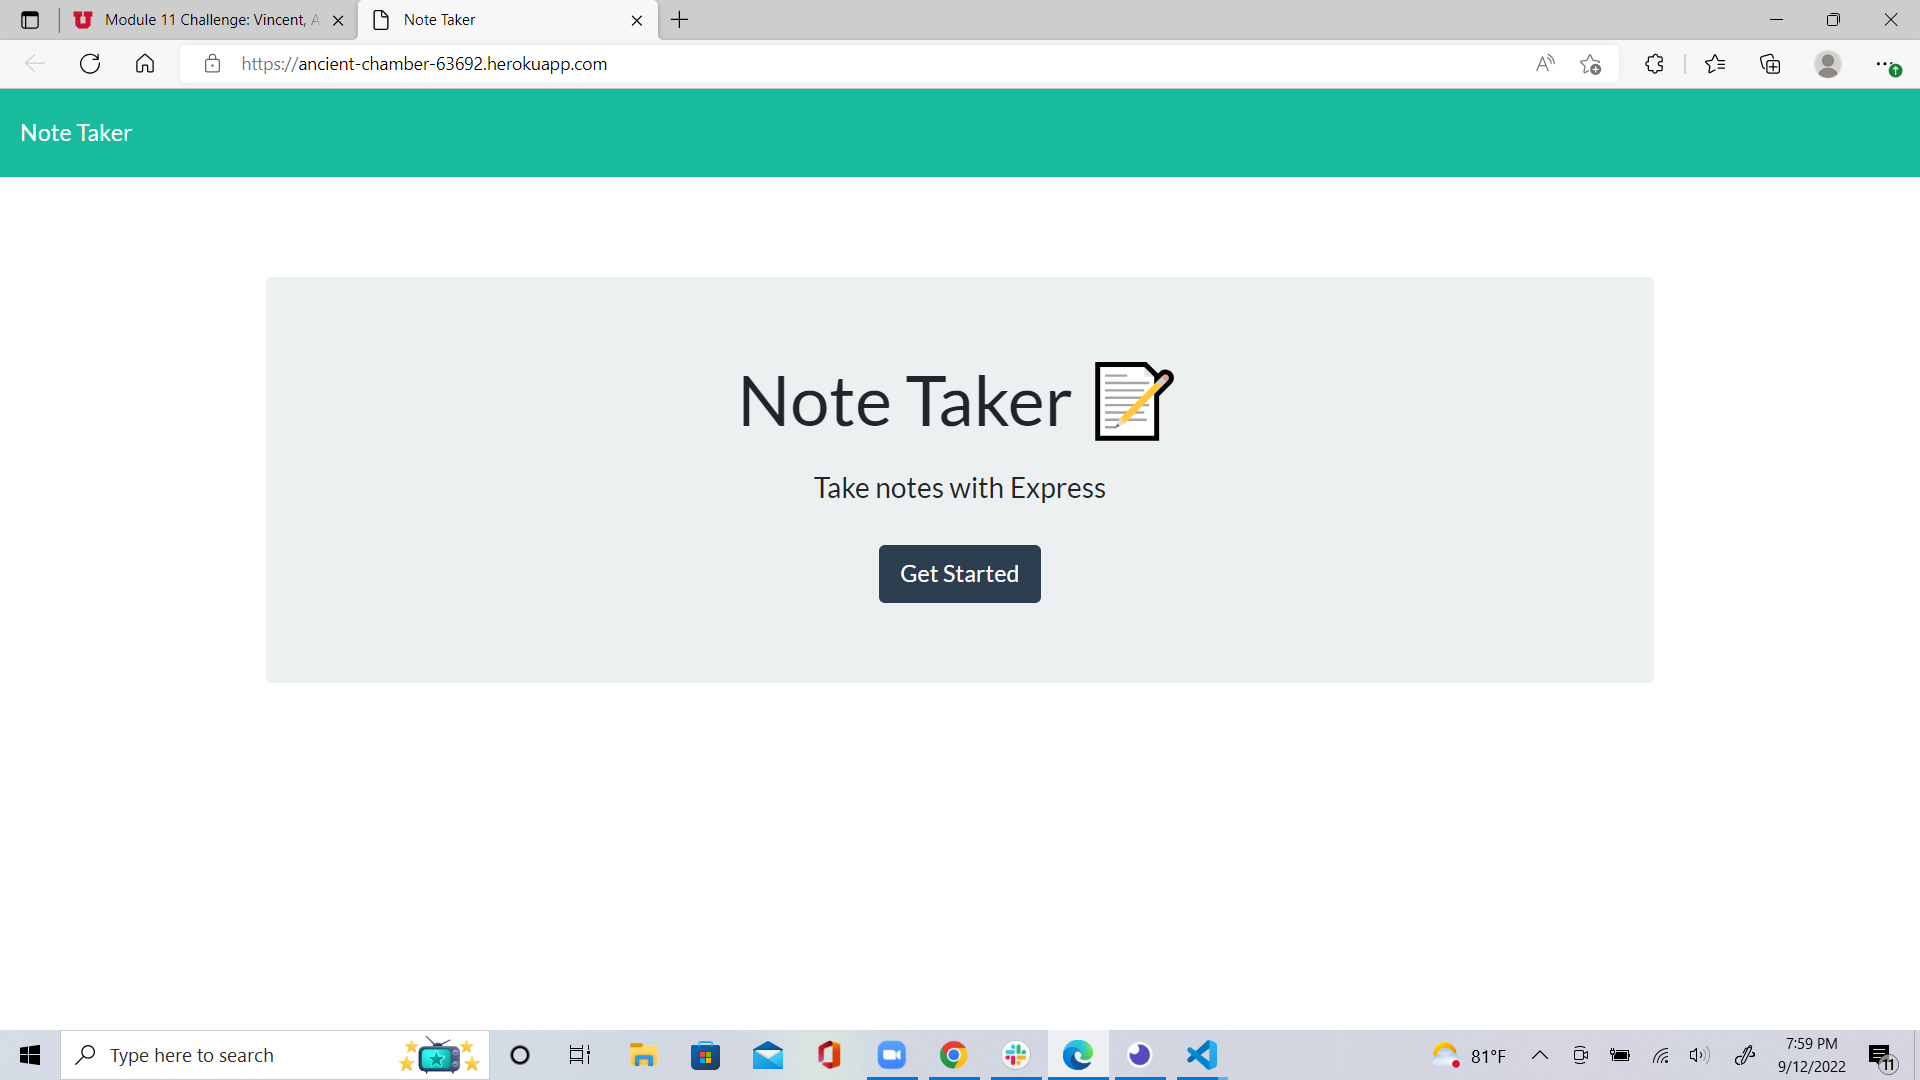 Module 11 Challenge: Vincent, A
Note Taker
https://ancient-chamber-63692.herokuapp.com
Note Taker
Note Taker
Take notes with Express
Get Started
Type here to search
81°F
7:59 PM
9/12/2022
11